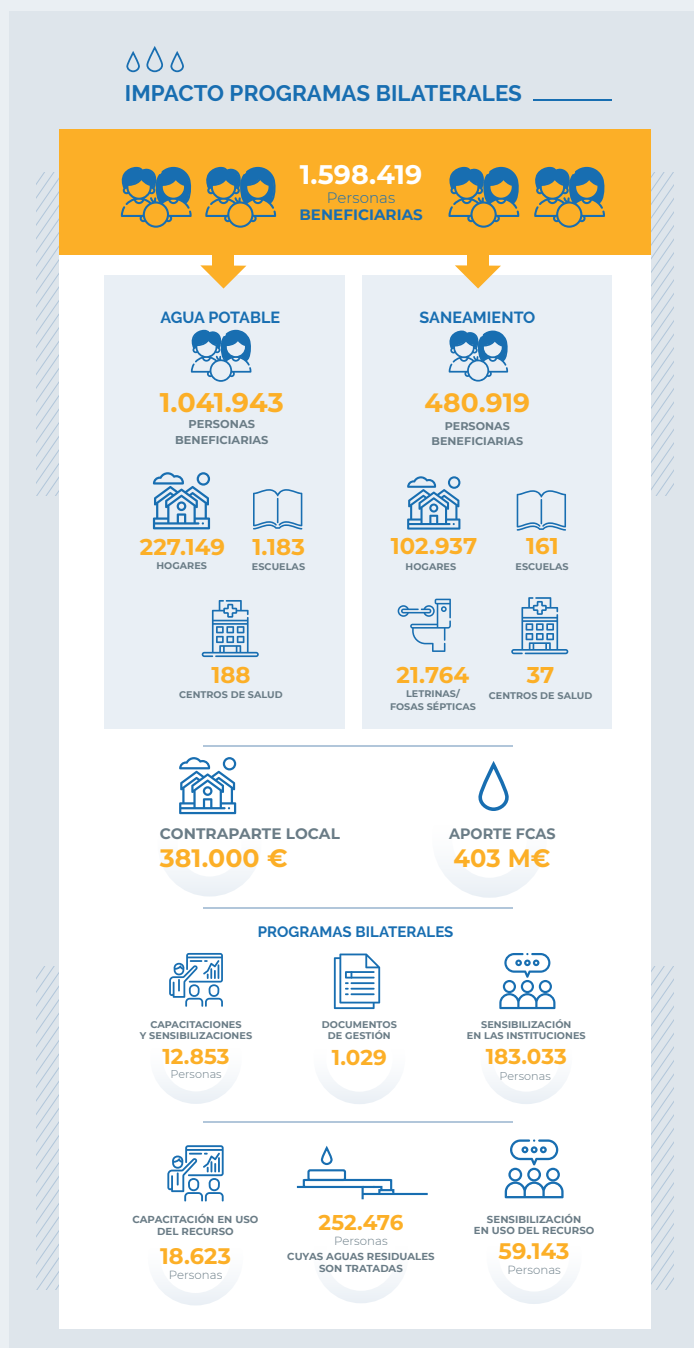 IMPACTO PROGRAMAS BILATERALES
1.598.419
Personas
BENEFICIARIAS
AGUA POTABLE
1.041.943
PERSONAS
BENEFICIARIAS
227.149
HOGARES
1.183
ESCUELAS
188
CENTROS DE SALUD
SANEAMIENTO
480.919
PERSONAS
BENEFICIARIAS
102.937
HOGARES
161
ESCUELAS
21.764
LETRINAS/
FOSAS SÉPTICAS
37
CENTROS DE SALUD
CONTRAPARTE LOCAL
381.000 €
APORTE FCAS
403 M€
PROGRAMAS BILATERALES
CAPACITACIONES
Y SENSIBILIZACIONES
12.853
Personas
DOCUMENTOS
DE GESTIÓN
1.029
SENSIBILIZACIÓN
EN LAS INSTITUCIONES
183.033
Personas
CAPACITACIÓN EN USO
DEL RECURSO
18.623
Personas
252.476
Personas
CUYAS AGUAS RESIDUALES
SON TRATADAS
SENSIBILIZACIÓN
EN USO DEL RECURSO
59.143
Personas